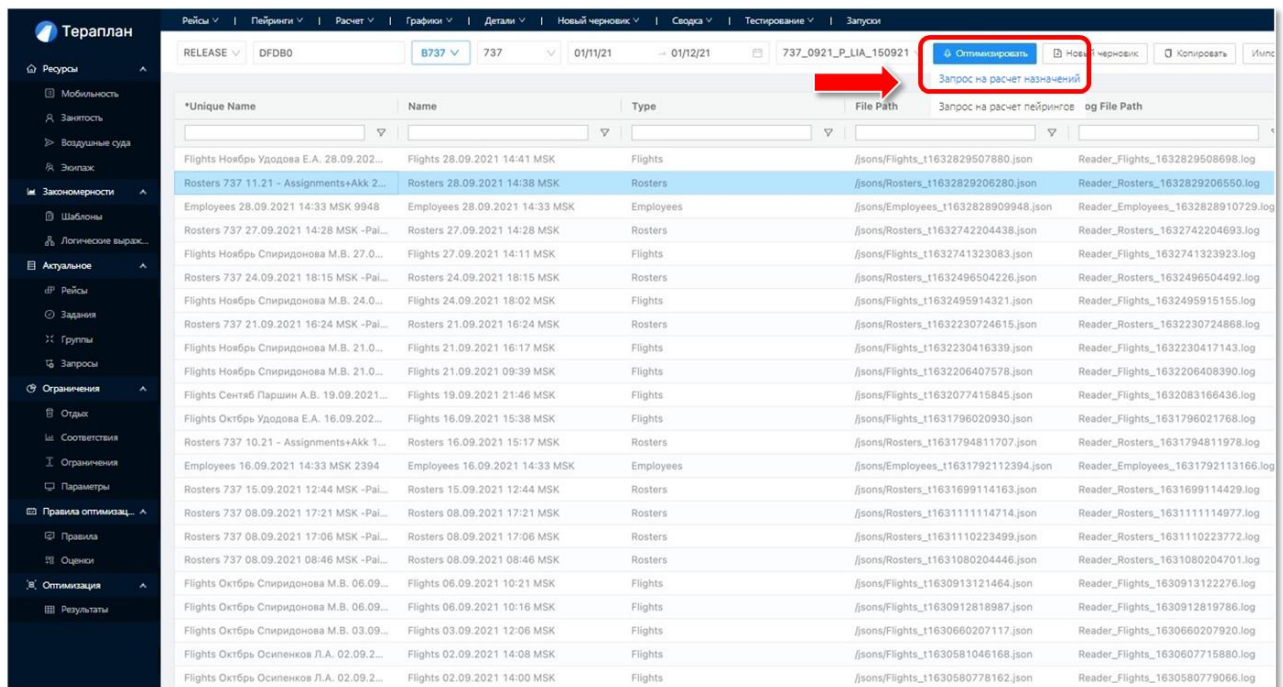 Тераплан
Рейсы | Пейринги | Расчет | Графики | Детали | Новый черновик | Сводка | Тестирование | Запуски
RELEASE DFDB0 B737 737 01/11/21 → 01/12/21 737_0921_P_LIA_150921 Оптимизировать Новый черновик Копировать
Запрос на расчет назначений
Запрос на расчет пейрингов
Ресурсы
Мобильность
Занятость
Воздушные суда
Экипаж
Закономерности
Шаблоны
Логические выраж...
Актуальное
Рейсы
Задания
Группы
Запросы
Ограничения
Отдых
Соответствия
Ограничения
Параметры
Правила оптимизац...
Правила
Оценки
Оптимизация
Результаты
*Unique Name Name Type File Path og File Path
Flights Ноябрь Удодова Е.А. 28.09.202... Flights 28.09.2021 14:41 MSK Flights /jsons/Flights_t1632829507880.json Reader_Flights_1632829508698.log
Rosters 737 11.21 - Assignments+Akk 2... Rosters 28.09.2021 14:38 MSK Rosters /jsons/Rosters_t1632829206280.json Reader_Rosters_1632829206550.log
Employees 28.09.2021 14:33 MSK 9948 Employees 28.09.2021 14:33 MSK Employees /jsons/Employees_t1632828909948.json Reader_Employees_1632828910729.log
Rosters 737 27.09.2021 14:28 MSK -Pai... Rosters 27.09.2021 14:28 MSK Rosters /jsons/Rosters_t1632742204438.json Reader_Rosters_1632742204693.log
Flights Ноябрь Спиридонова М.В. 27.0... Flights 27.09.2021 14:11 MSK Flights /jsons/Flights_t1632741323083.json Reader_Flights_1632741323923.log
Rosters 737 24.09.2021 18:15 MSK -Pai... Rosters 24.09.2021 18:15 MSK Rosters /jsons/Rosters_t1632496504226.json Reader_Rosters_1632496504492.log
Flights Ноябрь Спиридонова М.В. 24.0... Flights 24.09.2021 18:02 MSK Flights /jsons/Flights_t1632495914321.json Reader_Flights_1632495915155.log
Rosters 737 21.09.2021 16:24 MSK -Pai... Rosters 21.09.2021 16:24 MSK Rosters /jsons/Rosters_t1632230724615.json Reader_Rosters_1632230724868.log
Flights Ноябрь Спиридонова М.В. 21.0... Flights 21.09.2021 16:17 MSK Flights /jsons/Flights_t1632230416339.json Reader_Flights_1632230417143.log
Flights Ноябрь Спиридонова М.В. 21.0... Flights 21.09.2021 09:39 MSK Flights /jsons/Flights_t1632206407578.json Reader_Flights_1632206408390.log
Flights Сентяб Паршин А.В. 19.09.2021... Flights 19.09.2021 21:46 MSK Flights /jsons/Flights_t1632077415845.json Reader_Flights_1632083166436.log
Flights Октбрь Удодова Е.А. 16.09.202... Flights 16.09.2021 15:38 MSK Flights /jsons/Flights_t1631796020930.json Reader_Flights_1631796021768.log
Rosters 737 10.21 - Assignments+Akk 1... Rosters 16.09.2021 15:17 MSK Rosters /jsons/Rosters_t1631794811707.json Reader_Rosters_1631794811978.log
Employees 16.09.2021 14:33 MSK 2394 Employees 16.09.2021 14:33 MSK Employees /jsons/Employees_t1631792112394.json Reader_Employees_1631792113166.log
Rosters 737 15.09.2021 12:44 MSK -Pai... Rosters 15.09.2021 12:44 MSK Rosters /jsons/Rosters_t1631699114163.json Reader_Rosters_1631699114429.log
Rosters 737 08.09.2021 17:21 MSK -Pai... Rosters 08.09.2021 17:21 MSK Rosters /jsons/Rosters_t1631111114714.json Reader_Rosters_1631111114977.log
Rosters 737 08.09.2021 17:06 MSK -Pai... Rosters 08.09.2021 17:06 MSK Rosters /jsons/Rosters_t1631110223499.json Reader_Rosters_1631110223772.log
Rosters 737 08.09.2021 08:46 MSK -Pai... Rosters 08.09.2021 08:46 MSK Rosters /jsons/Rosters_t1631080204446.json Reader_Rosters_1631080204701.log
Flights Октбрь Спиридонова М.В. 06.09... Flights 06.09.2021 10:21 MSK Flights /jsons/Flights_t1630913121464.json Reader_Flights_1630913122276.log
Flights Октбрь Спиридонова М.В. 06.09... Flights 06.09.2021 10:16 MSK Flights /jsons/Flights_t1630912818987.json Reader_Flights_1630912819786.log
Flights Октбрь Спиридонова М.В. 03.09... Flights 03.09.2021 12:06 MSK Flights /jsons/Flights_t1630660207117.json Reader_Flights_1630660207920.log
Flights Октбрь Осипенков Л.А. 02.09.2... Flights 02.09.2021 14:08 MSK Flights /jsons/Flights_t1630581046168.json Reader_Flights_1630607715880.log
Flights Октбрь Осипенков Л.А. 02.09.2... Flights 02.09.2021 14:00 MSK Flights /jsons/Flights_t1630580778162.json Reader_Flights_1630580779066.log